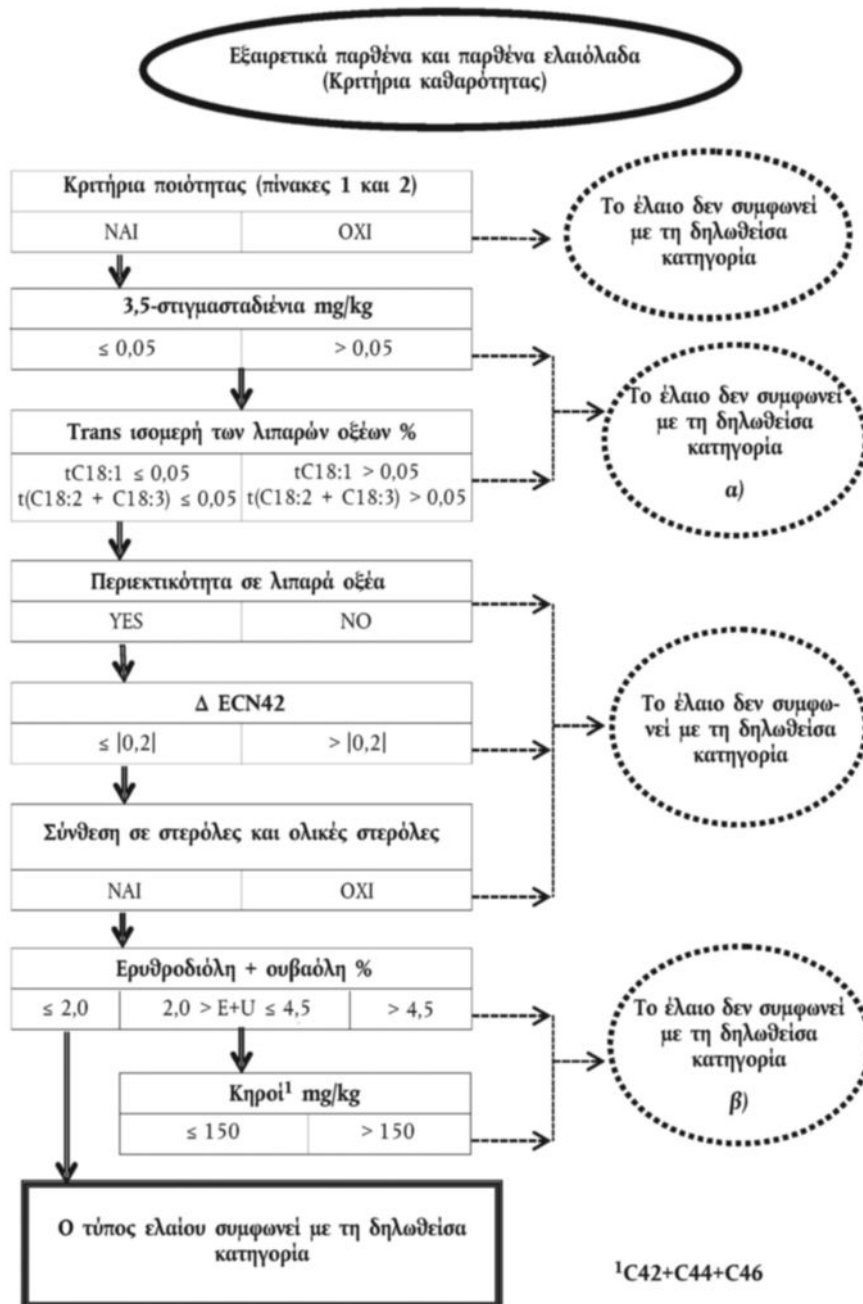 Εξαιρετικά παρθένα και παρθένα ελαιόλαδα
(Κριτήρια καθαρότητας)
Κριτήρια ποιότητας (πίνακες 1 και 2)
ΝΑΙ ΟΧΙ
Το έλαιο δεν συμφωνεί
με τη δηλωθείσα
κατηγορία
3,5-στιγμασταδιένια mg/kg
≤ 0,05 > 0,05
Το έλαιο δεν συμφωνεί
με τη δηλωθείσα
κατηγορία
α)
Trans ισομερή των λιπαρών οξέων %
tC18:1 ≤ 0,05 tC18:1 > 0,05
t(C18:2 + C18:3) ≤ 0,05 t(C18:2 + C18:3) > 0,05
Περιεκτικότητα σε λιπαρά οξέα
YES NO
Δ ECN42
≤ |0,2| > |0,2|
Το έλαιο δεν συμφω-
νεί με τη δηλωθείσα
κατηγορία
Σύνθεση σε στερόλες και ολικές στερόλες
ΝΑΙ ΟΧΙ
Ερυθροδιόλη + ουβαόλη %
≤ 2,0 2,0 > E+U ≤ 4,5 > 4,5
Το έλαιο δεν συμφωνεί
με τη δηλωθείσα
κατηγορία
β)
Κηροί¹ mg/kg
≤ 150 > 150
Ο τύπος ελαίου συμφωνεί με τη δηλωθείσα
κατηγορία
¹C42+C44+C46